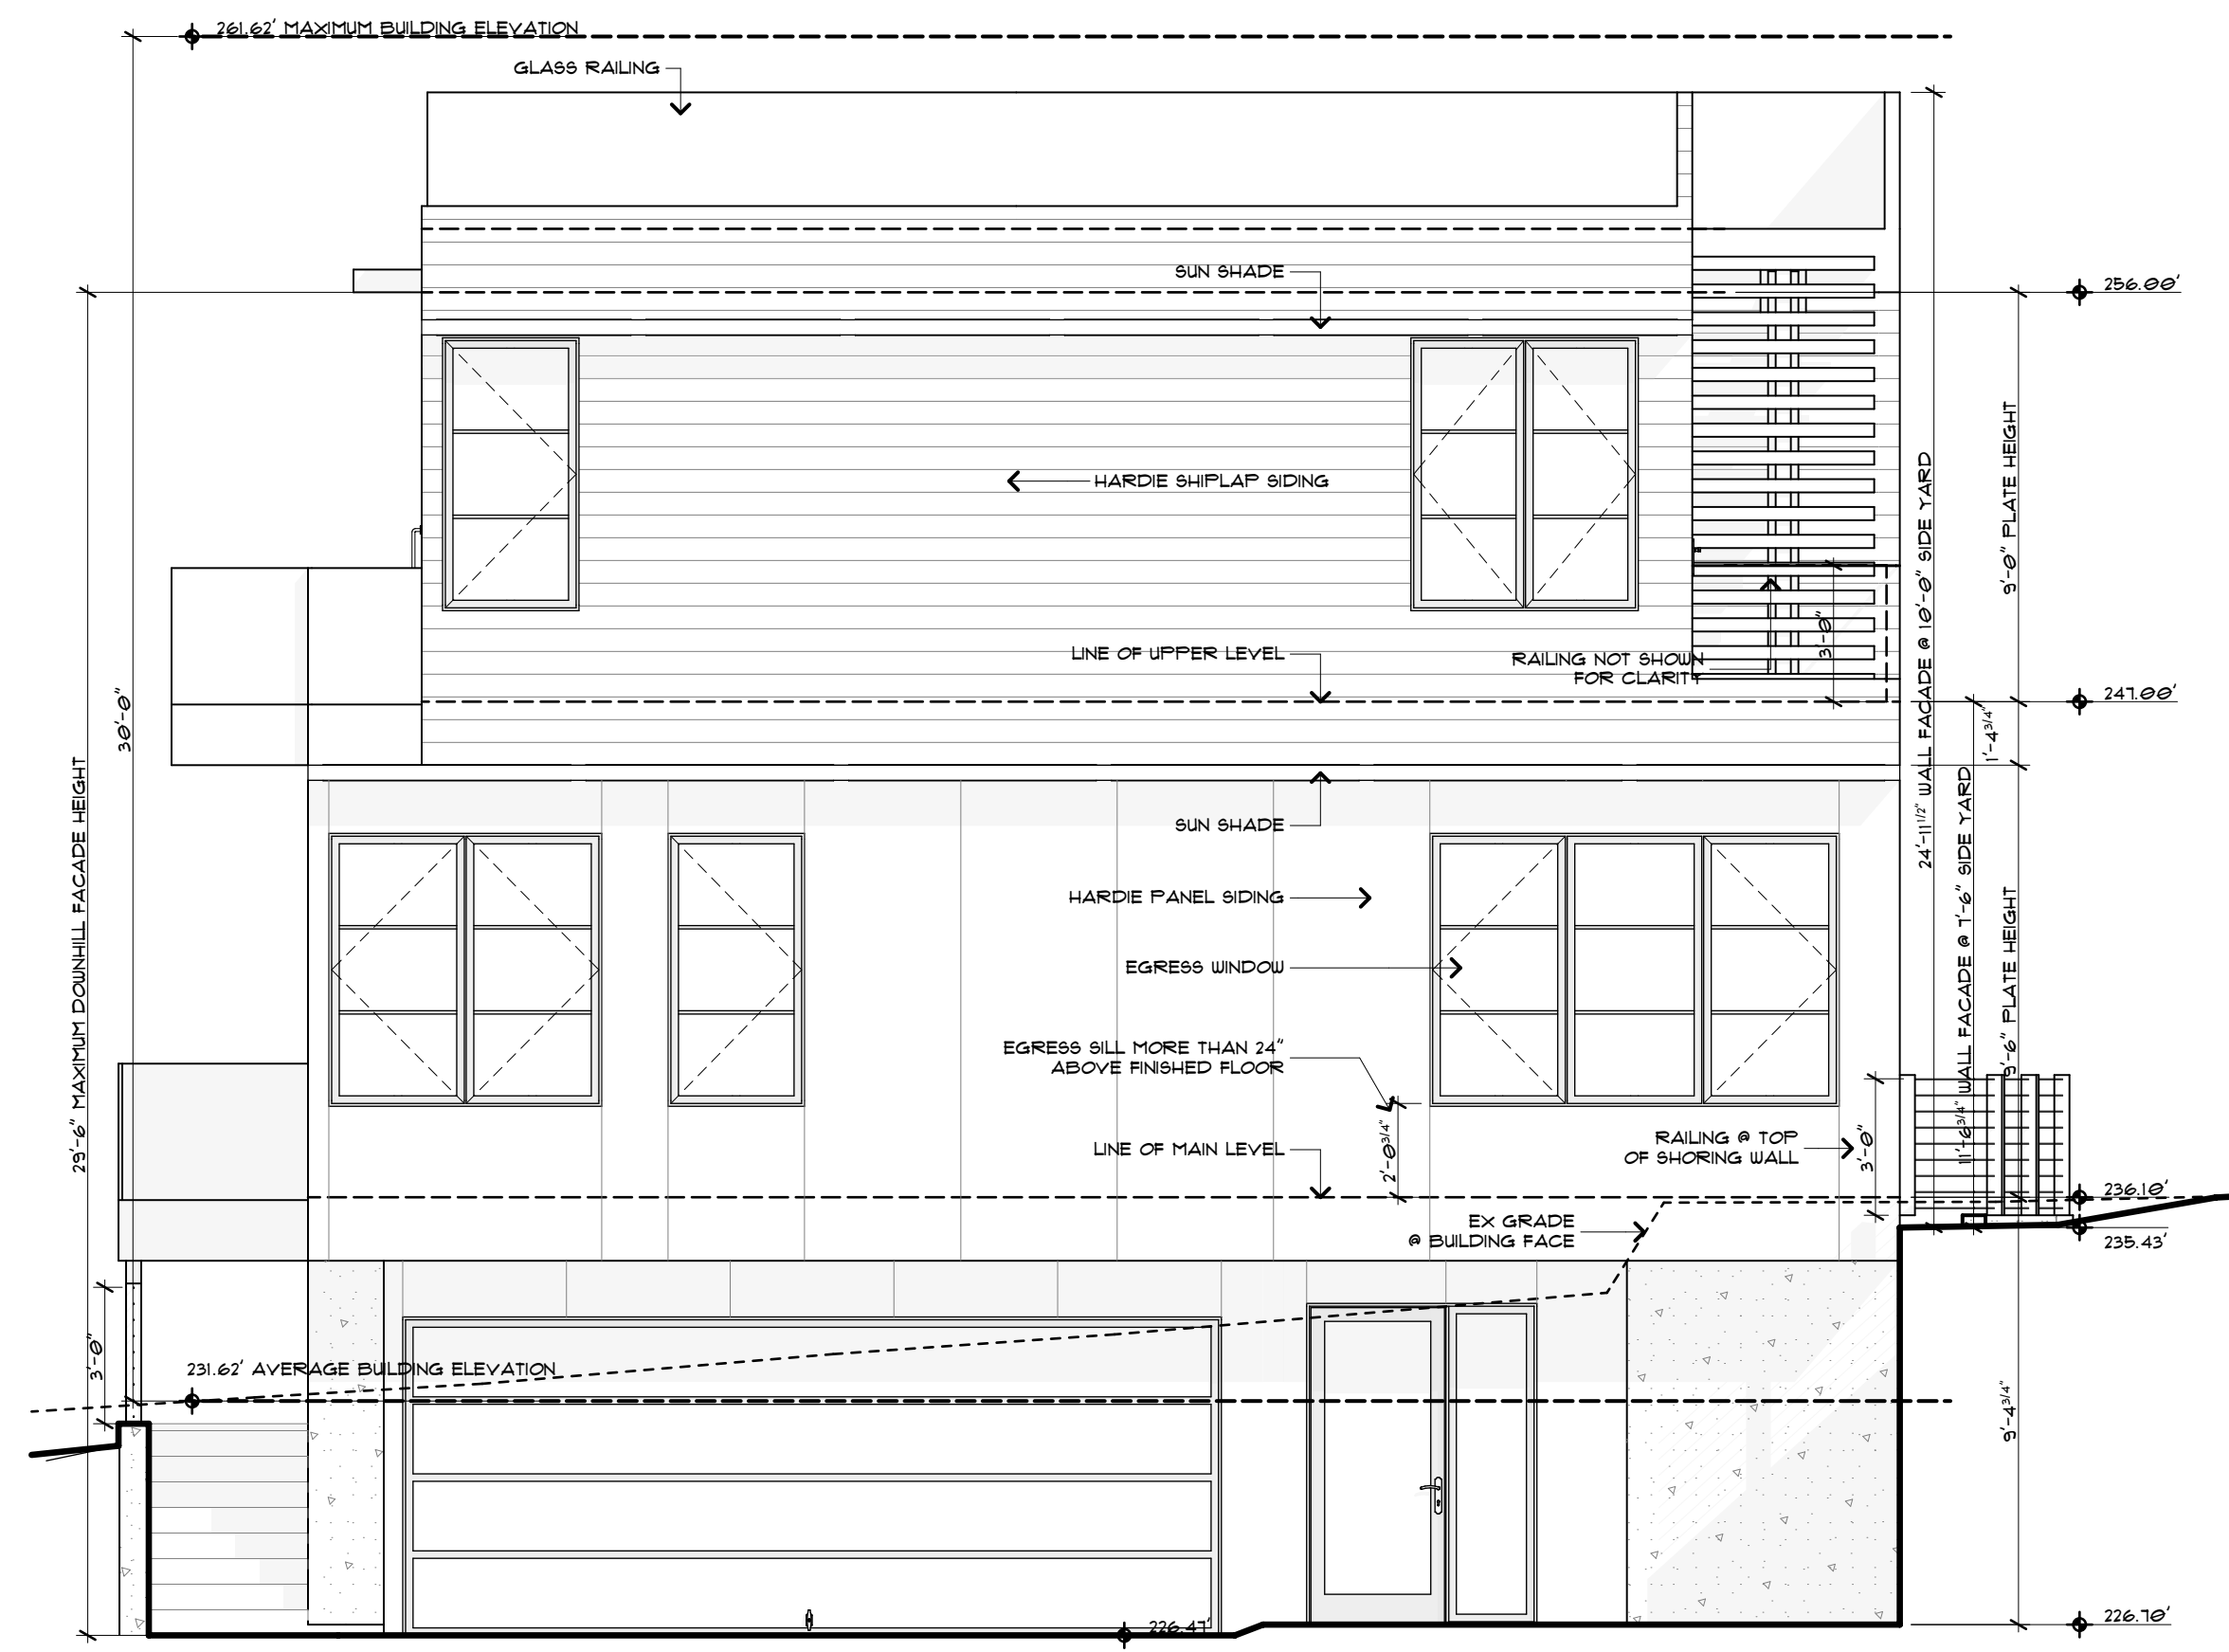 261.62' MAXIMUM BUILDING ELEVATION
GLASS RAILING
SUN SHADE
256.00'
9'-0" PLATE HEIGHT
HARDIE SHIPLAP SIDING
24'-11 1/2" WALL FACADE @ 10'-0" SIDE YARD
LINE OF UPPER LEVEL
RAILING NOT SHOWN
FOR CLARITY
3'-0"
247.00'
1'-4 3/4"
30'-0"
29'-6" MAXIMUM DOWNHILL FACADE HEIGHT
SUN SHADE
HARDIE PANEL SIDING
EGRESS WINDOW
11'-6 3/4" WALL FACADE @ 7'-6" SIDE YARD
9'-6" PLATE HEIGHT
EGRESS SILL MORE THAN 24"
ABOVE FINISHED FLOOR
2'-0 3/4"
LINE OF MAIN LEVEL
RAILING @ TOP
OF SHORING WALL
3'-0"
236.10'
EX GRADE
@ BUILDING FACE
235.43'
3'-0"
231.62' AVERAGE BUILDING ELEVATION
9'-4 3/4"
226.47'
226.70'